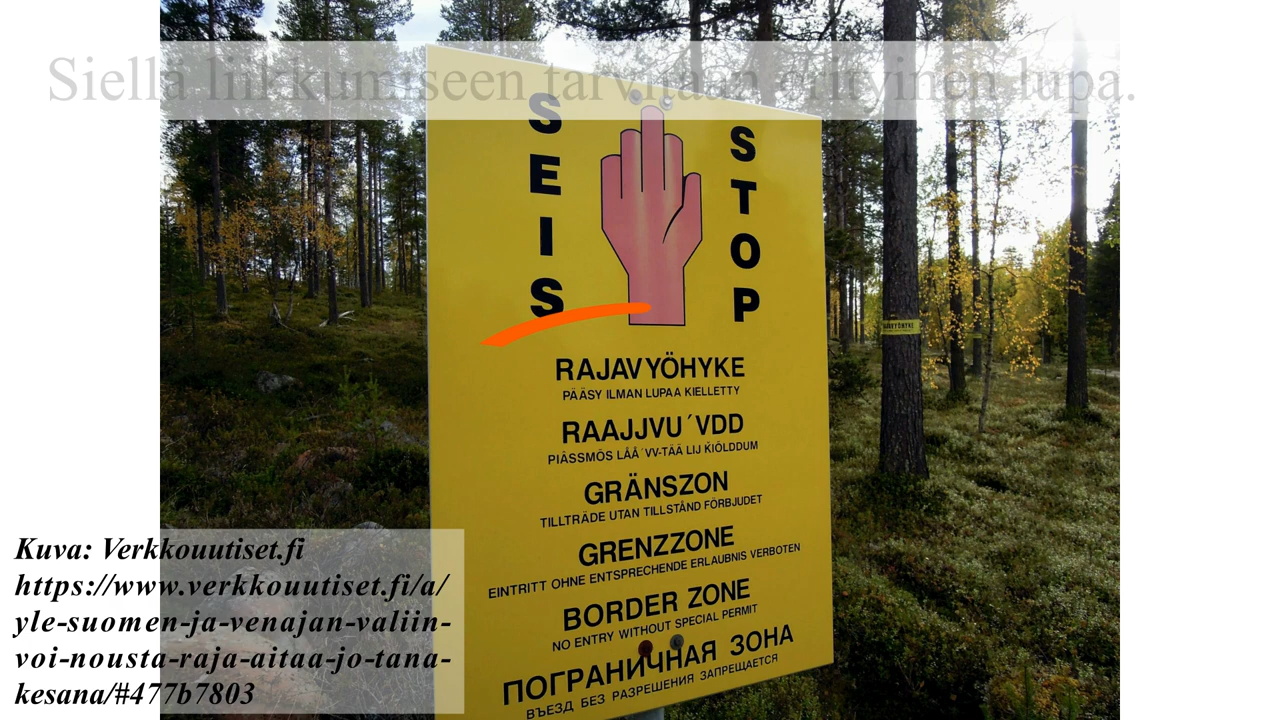 Siellä liikkumiseen tarvitaan erityinen lupa.
SEIS
STOP
RAJAVYÖHYKE
PÄÄSY ILMAN LUPAA KIELLETTY
RAAJJVU´VDD
PIÂSSMÕS LÅÅ´VV-TÄÄ LIJ ǨIÕLDDUM
GRÄNSZON
TILLTRÄDE UTAN TILLSTÅND FÖRBJUDET
GRENZZONE
EINTRITT OHNE ENTSPRECHENDE ERLAUBNIS VERBOTEN
BORDER ZONE
NO ENTRY WITHOUT SPECIAL PERMIT
ПОГРАНИЧНАЯ ЗОНА
ВЪЕЗД БЕЗ РАЗРЕШЕНИЯ ЗАПРЕЩАЕТСЯ
RAJAVYÖHYKE
Kuva: Verkkouutiset.fi
https://www.verkkouutiset.fi/a/
yle-suomen-ja-venajan-valiin-
voi-nousta-raja-aitaa-jo-tana-
kesana/#477b7803